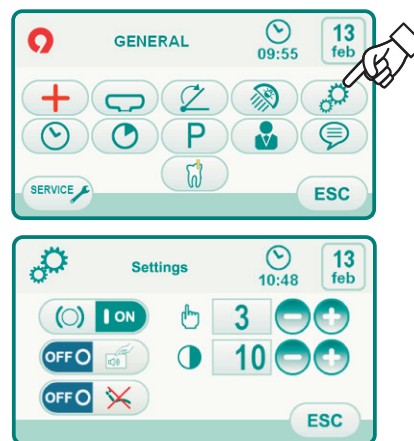 GENERAL
09:55
13
feb
P
SERVICE
ESC
Settings
10:48
13
feb
I ON
3
OFF O
10
OFF O
ESC